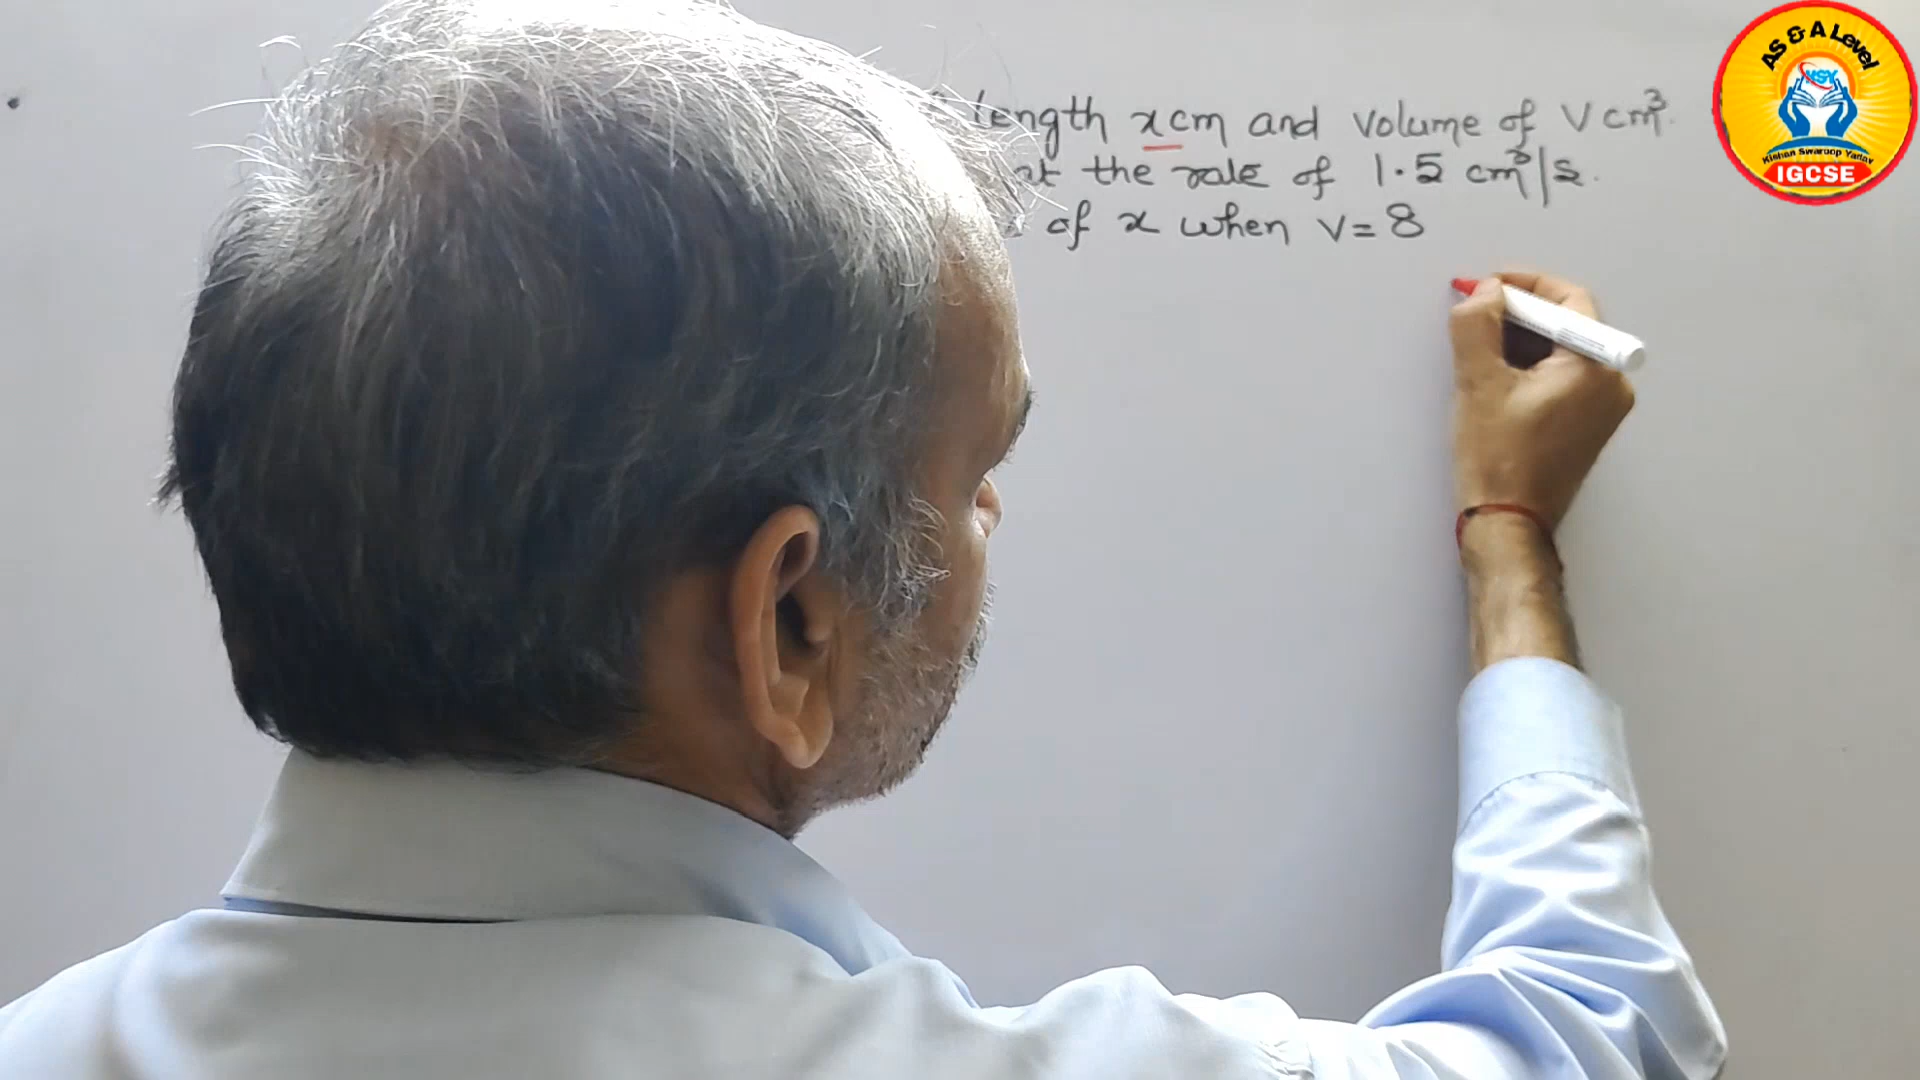 length x cm and volume of V cm³.
at the rate of 1.5 cm³/s.
of x when V = 8
AS & A Level
KSY
Kishan Swaroop Yadav
IGCSE